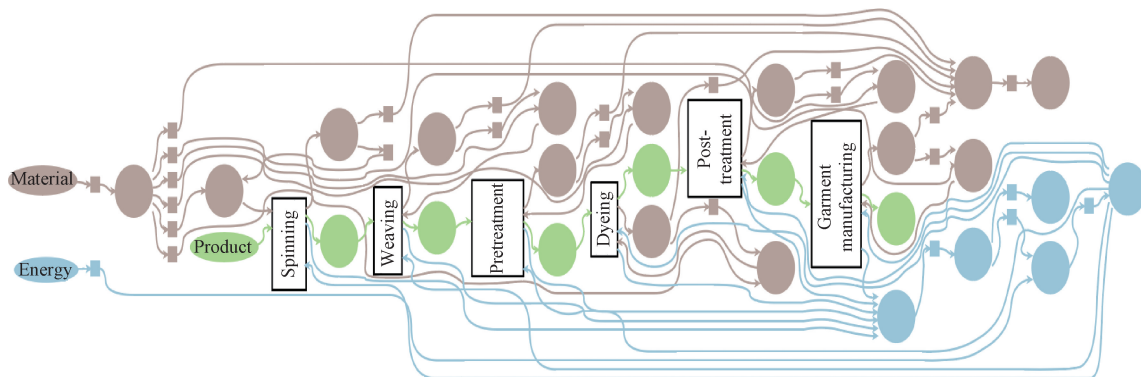 Material
Product
Energy
Spinning
Weaving
Pretreatment
Dyeing
Post-
treatment
Garment
manufacturing